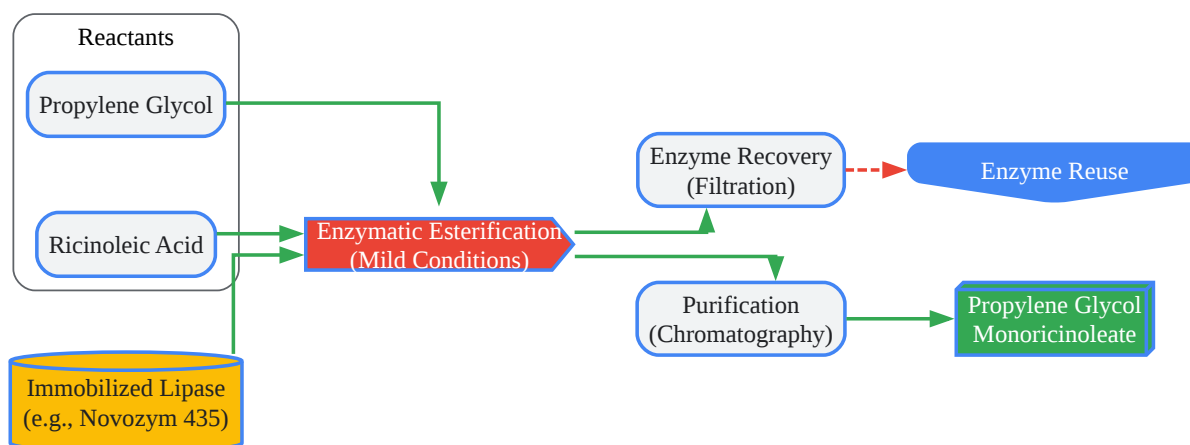 Reactants
Propylene Glycol
Ricinoleic Acid
Immobilized Lipase
(e.g., Novozym 435)
Enzymatic Esterification
(Mild Conditions)
Enzyme Recovery
(Filtration)
Enzyme Reuse
Purification
(Chromatography)
Propylene Glycol
Monoricinoleate